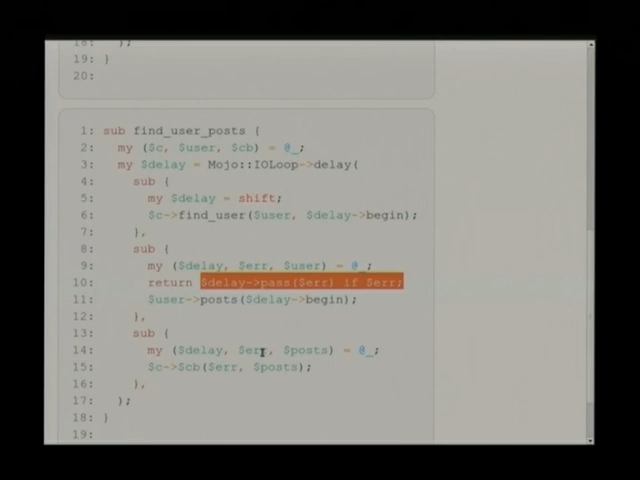 18:     );
19: }
20:
1: sub find_user_posts {
2:   my ($c, $user, $cb) = @_;
3:   my $delay = Mojo::IOLoop->delay(
4:     sub {
5:       my $delay = shift;
6:       $c->find_user($user, $delay->begin);
7:     },
8:     sub {
9:       my ($delay, $err, $user) = @_;
10:       return $delay->pass($err) if $err;
11:       $user->posts($delay->begin);
12:     },
13:     sub {
14:       my ($delay, $err, $posts) = @_;
15:       $c->$cb($err, $posts);
16:     },
17:   );
18: }
19: